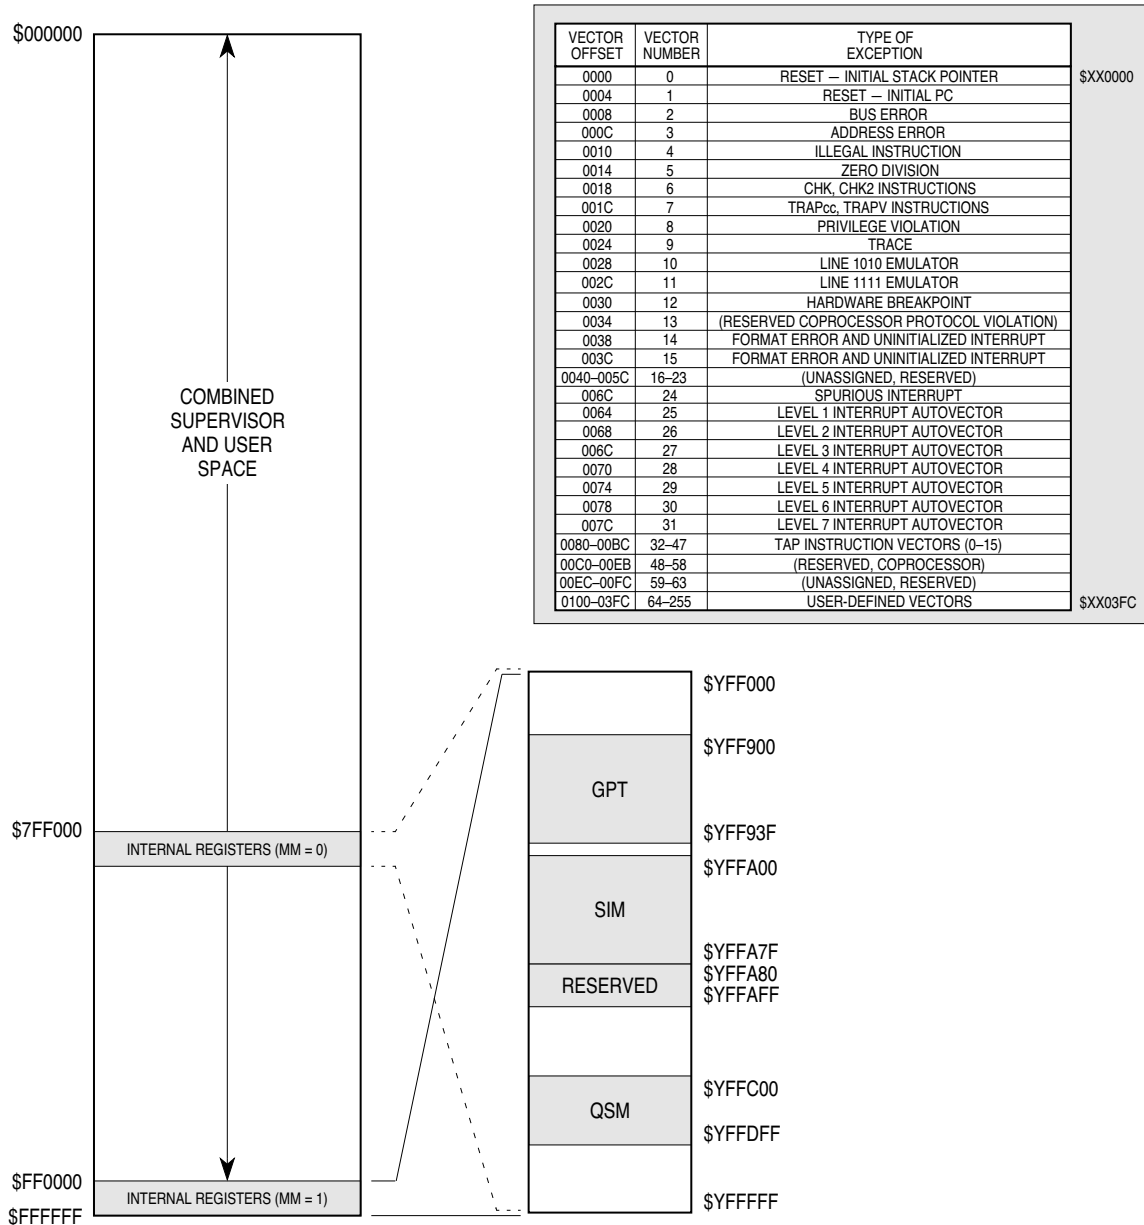 $000000
COMBINED
SUPERVISOR
AND USER
SPACE
$7FF000
INTERNAL REGISTERS (MM = 0)
$FF0000
INTERNAL REGISTERS (MM = 1)
$FFFFFF
VECTOR OFFSET VECTOR NUMBER TYPE OF EXCEPTION
0000 0 RESET — INITIAL STACK POINTER $XX0000
0004 1 RESET — INITIAL PC
0008 2 BUS ERROR
000C 3 ADDRESS ERROR
0010 4 ILLEGAL INSTRUCTION
0014 5 ZERO DIVISION
0018 6 CHK, CHK2 INSTRUCTIONS
001C 7 TRAPcc, TRAPV INSTRUCTIONS
0020 8 PRIVILEGE VIOLATION
0024 9 TRACE
0028 10 LINE 1010 EMULATOR
002C 11 LINE 1111 EMULATOR
0030 12 HARDWARE BREAKPOINT
0034 13 (RESERVED COPROCESSOR PROTOCOL VIOLATION)
0038 14 FORMAT ERROR AND UNINITIALIZED INTERRUPT
003C 15 FORMAT ERROR AND UNINITIALIZED INTERRUPT
0040–005C 16–23 (UNASSIGNED, RESERVED)
006C 24 SPURIOUS INTERRUPT
0064 25 LEVEL 1 INTERRUPT AUTOVECTOR
0068 26 LEVEL 2 INTERRUPT AUTOVECTOR
006C 27 LEVEL 3 INTERRUPT AUTOVECTOR
0070 28 LEVEL 4 INTERRUPT AUTOVECTOR
0074 29 LEVEL 5 INTERRUPT AUTOVECTOR
0078 30 LEVEL 6 INTERRUPT AUTOVECTOR
007C 31 LEVEL 7 INTERRUPT AUTOVECTOR
0080–00BC 32–47 TAP INSTRUCTION VECTORS (0–15)
00C0–00EB 48–58 (RESERVED, COPROCESSOR)
00EC–00FC 59–63 (UNASSIGNED, RESERVED)
0100–03FC 64–255 USER-DEFINED VECTORS $XX03FC
$YFF000
$YFF900
GPT
$YFF93F
$YFFA00
SIM
$YFFA7F
$YFFA80
RESERVED
$YFFAFF
$YFFC00
QSM
$YFFDFF
$YFFFFF